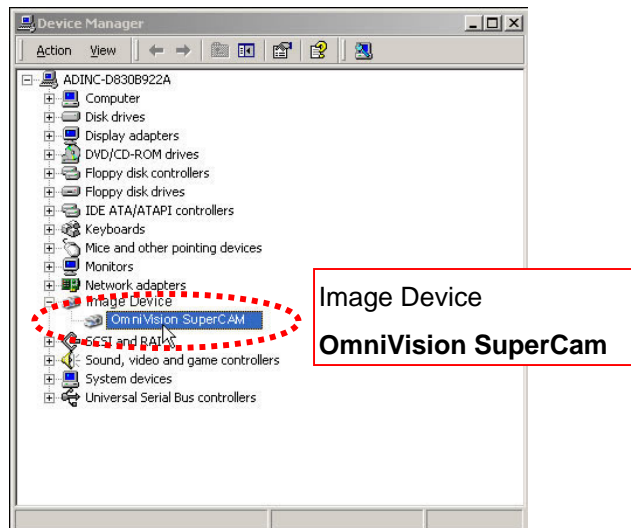 Device Manager
Action View
ADINC-D830B922A
Computer
Disk drives
Display adapters
DVD/CD-ROM drives
Floppy disk controllers
Floppy disk drives
IDE ATA/ATAPI controllers
Keyboards
Mice and other pointing devices
Monitors
Network adapters
Image Device
OmniVision SuperCAM
SCSI and RAID
Sound, video and game controllers
System devices
Universal Serial Bus controllers
Image Device
OmniVision SuperCam